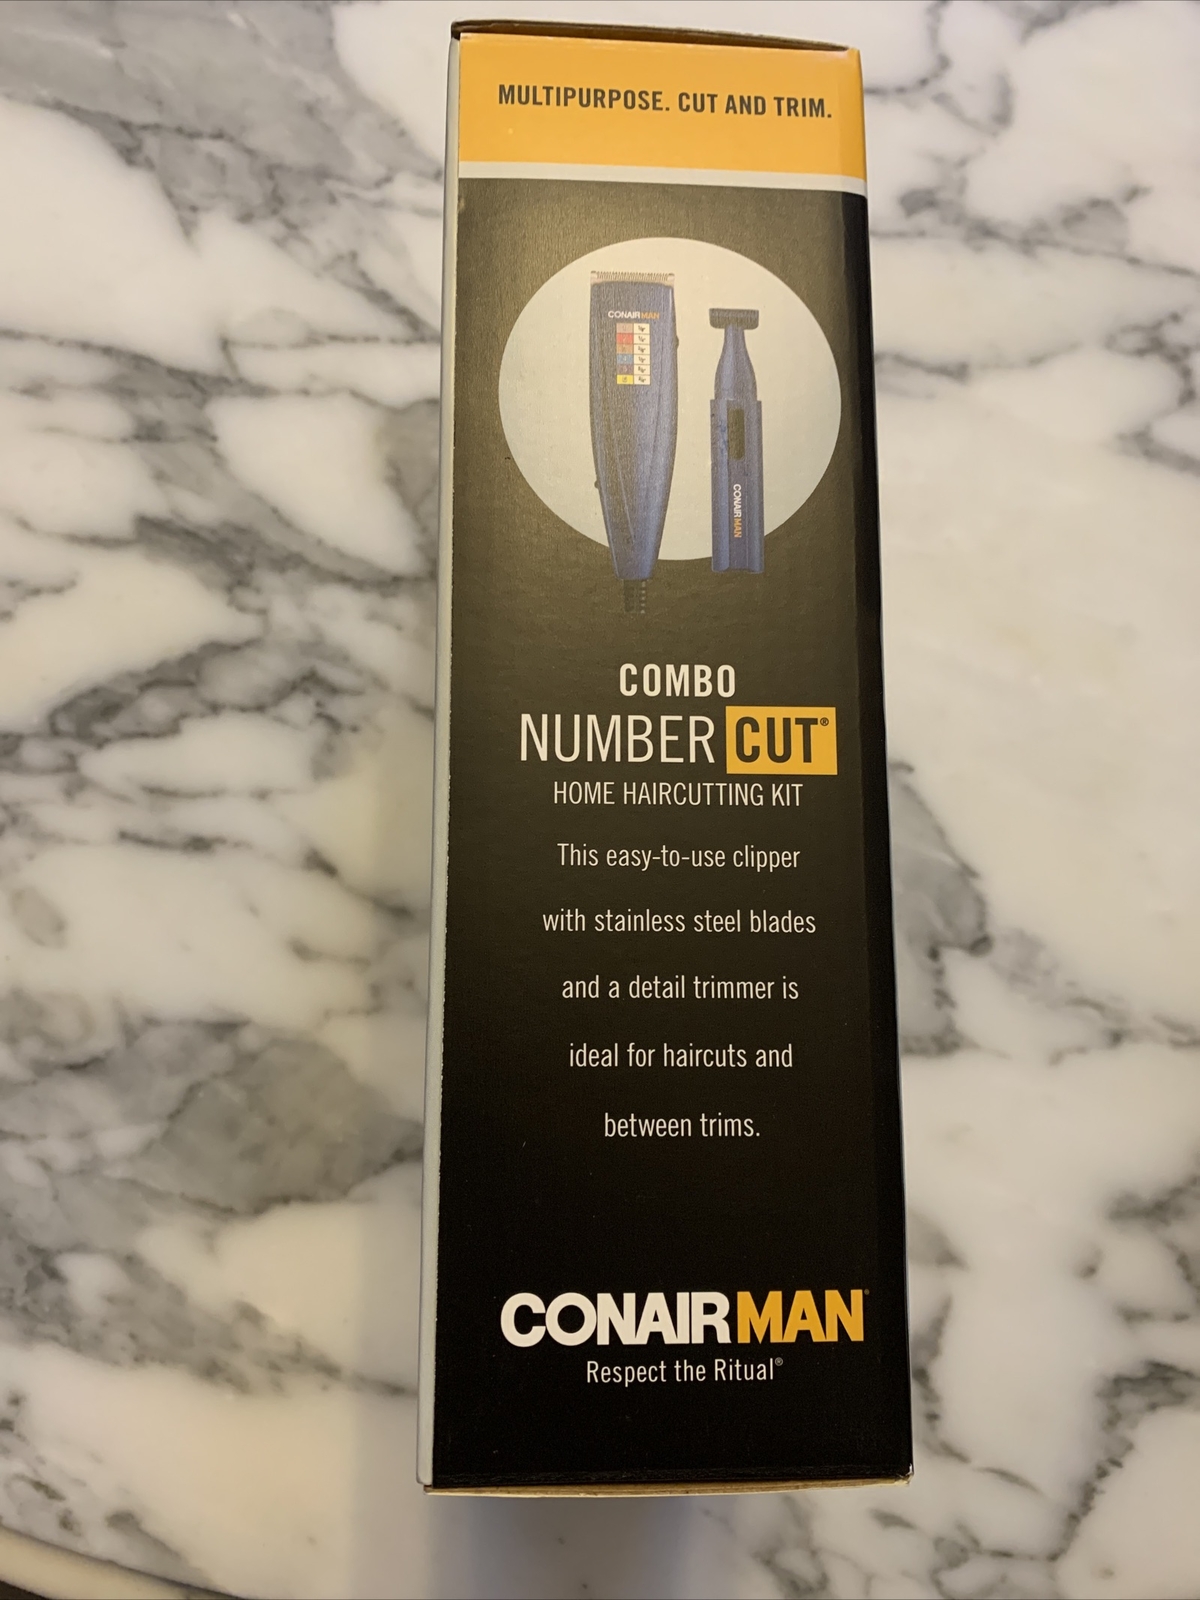 MULTIPURPOSE. CUT AND TRIM.
CONAIRMAN
CONAIRMAN
COMBO
NUMBER CUT®
HOME HAIRCUTTING KIT
This easy-to-use clipper
with stainless steel blades
and a detail trimmer is
ideal for haircuts and
between trims.
CONAIRMAN®
Respect the Ritual®